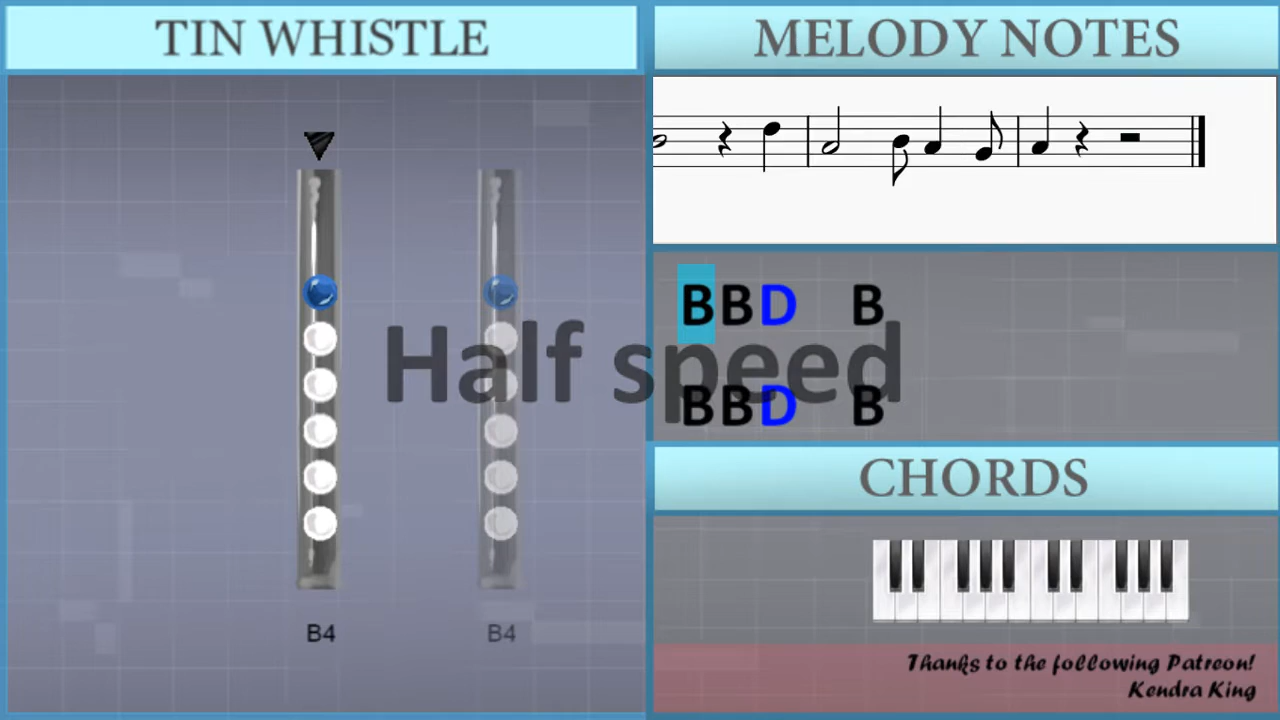 TIN WHISTLE
MELODY NOTES
BBD B
Half speed
BBD B
CHORDS
B4 B4
Thanks to the following Patreon!
Kendra King